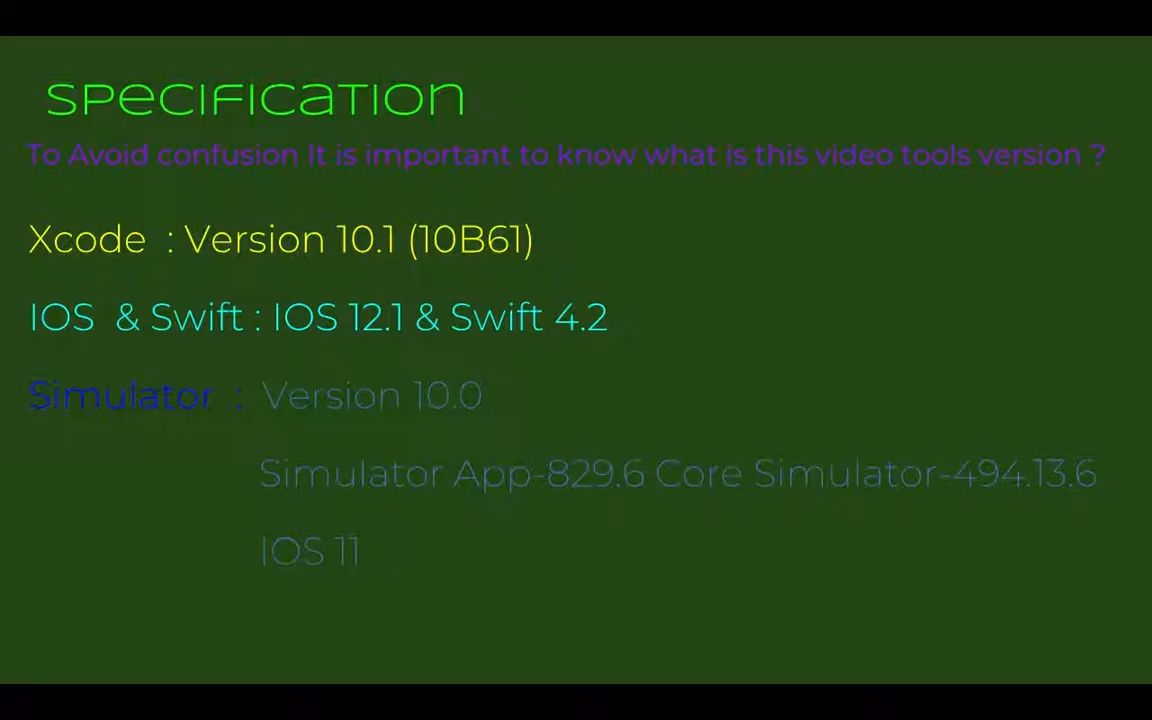 Specification
To Avoid confusion It is important to know what is this video tools version ?
Xcode : Version 10.1 (10B61)
IOS & Swift : IOS 12.1 & Swift 4.2
Simulator : Version 10.0
Simulator App-829.6 Core Simulator-494.13.6
IOS 11